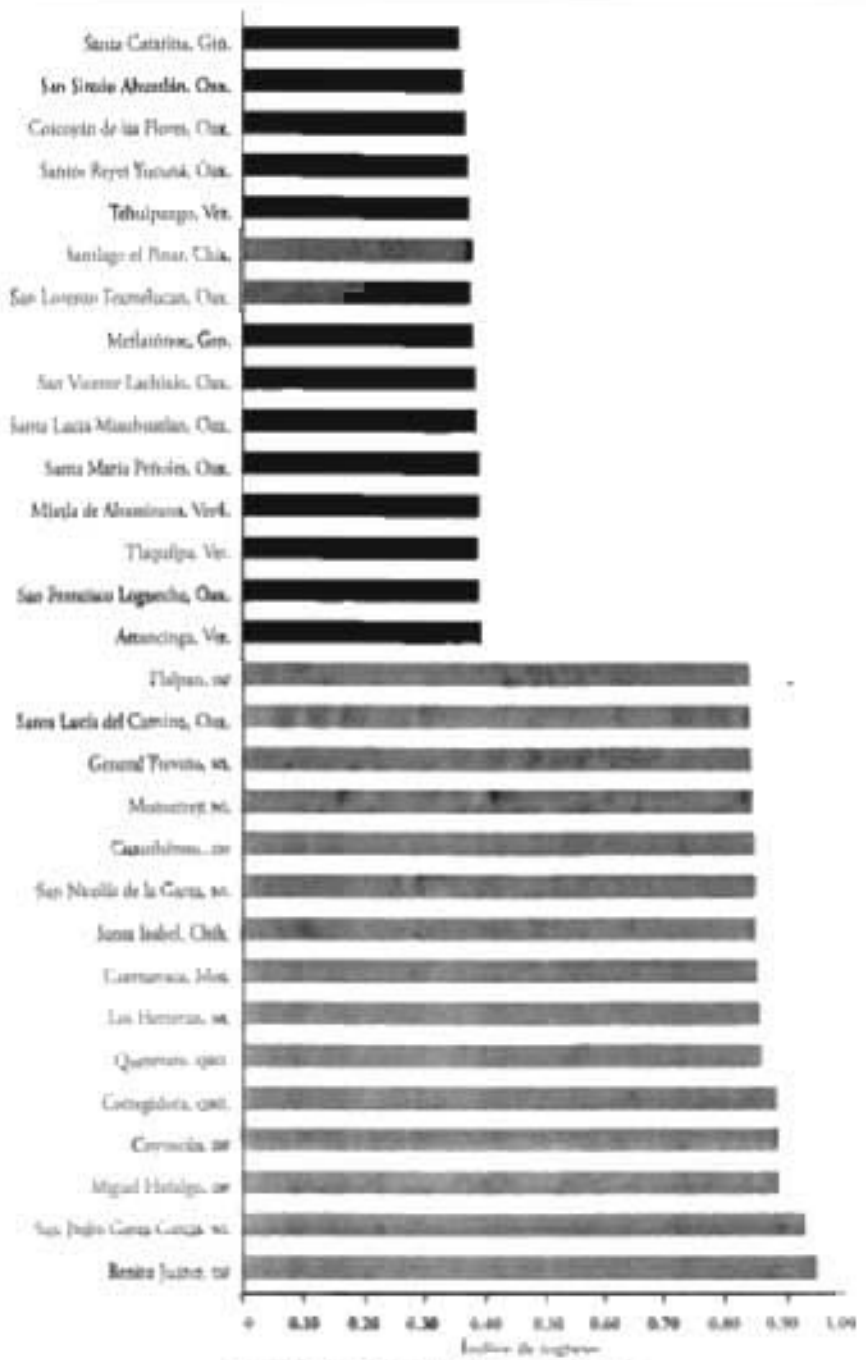 Santa Catarina, Gro.
San Simón Oax.
Coicoyán de las Flores, Oax.
Santos Reyes Yucuná, Oax.
Tehuipango, Ver.
Santiago el Pinar, Chis.
San Lorenzo Texmelucan, Oax.
Metlatónoc, Gro.
San Vicente Lachixío, Oax.
Santa Lucía Miahuatlán, Oax.
Santa María Peñoles, Oax.
Mixtla de Altamirano, Ver.
Tlaquilpa, Ver.
San Francisco Logueche, Oax.
Ver.
Tlalpan, DF
Santa Lucía del Camino, Oax.
General Treviño, NL
Monterrey, NL
Cuauhtémoc, DF
San Nicolás de la Garza, NL
Isabel, Chih.
Cuernavaca, Mor.
Los Herreras, NL
Querétaro, QRO.
Corregidora, QRO.
Coyoacán, DF
Miguel Hidalgo, DF
San Pedro Garza García, NL
Benito Juárez, DF
0 0.10 0.20 0.30 0.40 0.50 0.60 0.70 0.80 0.90 1.00
Índice de ingreso